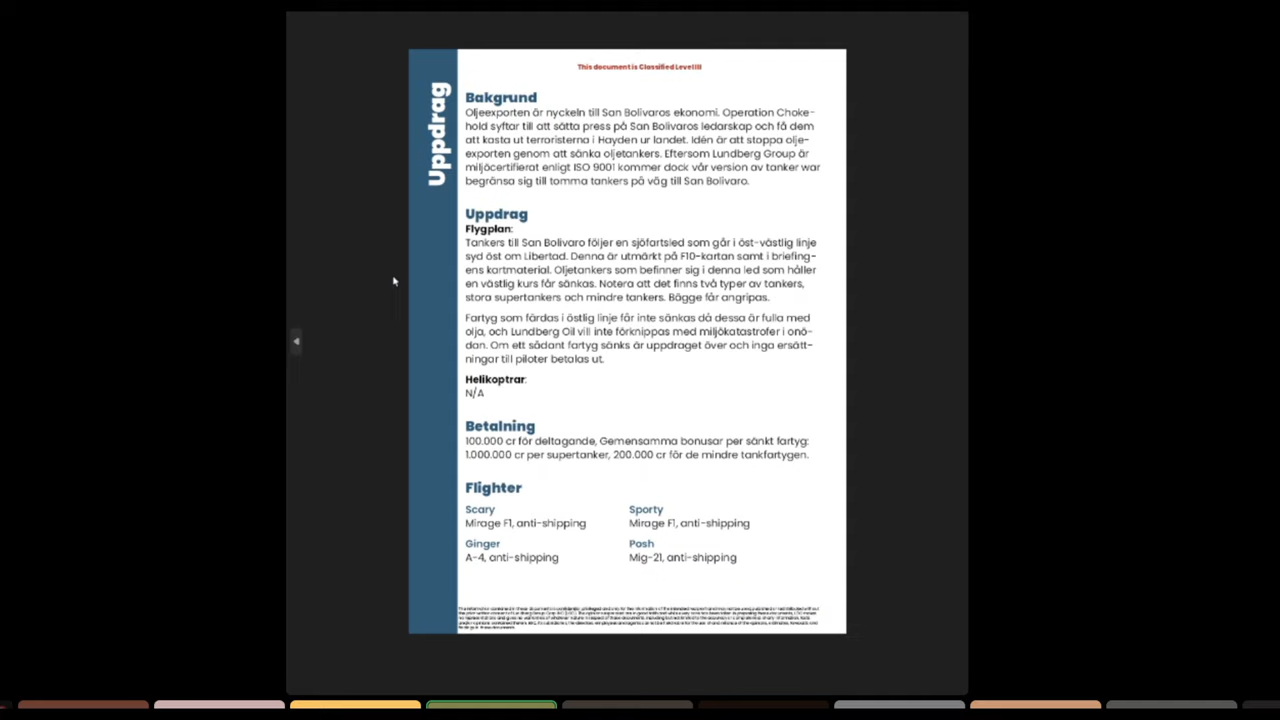 This document is Classified Level III
Uppdrag
Bakgrund
Oljeexporten är nyckeln till San Bolivaros ekonomi. Operation Choke-
hold syftar till att sätta press på San Bolivaros ledarskap och få dem
att kasta ut terroristerna i Hayden ur landet. Idén är att stoppa olje-
exporten genom att sänka oljetankers. Eftersom Lundberg Group är
miljöcertifierat enligt ISO 9001 kommer dock vår version av tanker war
begränsa sig till tomma tankers på väg till San Bolivaro.
Uppdrag
Flygplan:
Tankers till San Bolivaro följer en sjöfartsled som går i öst-västlig linje
syd öst om Libertad. Denna är utmärkt på F10-kartan samt i briefing-
ens kartmaterial. Oljetankers som befinner sig i denna led som håller
en västlig kurs får sänkas. Notera att det finns två typer av tankers,
stora supertankers och mindre tankers. Bägge får angripas.
Fartyg som färdas i östlig linje får inte sänkas då dessa är fulla med
olja, och Lundberg Oil vill inte förknippas med miljökatastrofer i onö-
dan. Om ett sådant fartyg sänks är uppdraget över och inga ersätt-
ningar till piloter betalas ut.
Helikoptrar:
N/A
Betalning
100.000 cr för deltagande, Gemensamma bonusar per sänkt fartyg:
1.000.000 cr per supertanker, 200.000 cr för de mindre tankfartygen.
Flighter
Scary
Mirage F1, anti-shipping
Sporty
Mirage F1, anti-shipping
Ginger
A-4, anti-shipping
Posh
Mig-21, anti-shipping